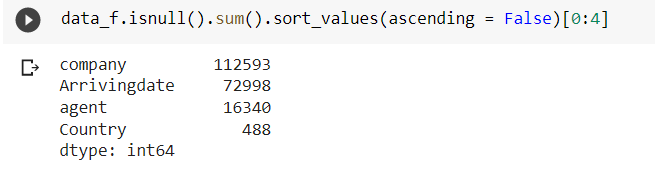 data_f.isnull().sum().sort_values(ascending = False)[0:4]
company 112593
Arrivingdate 72998
agent 16340
Country 488
dtype: int64